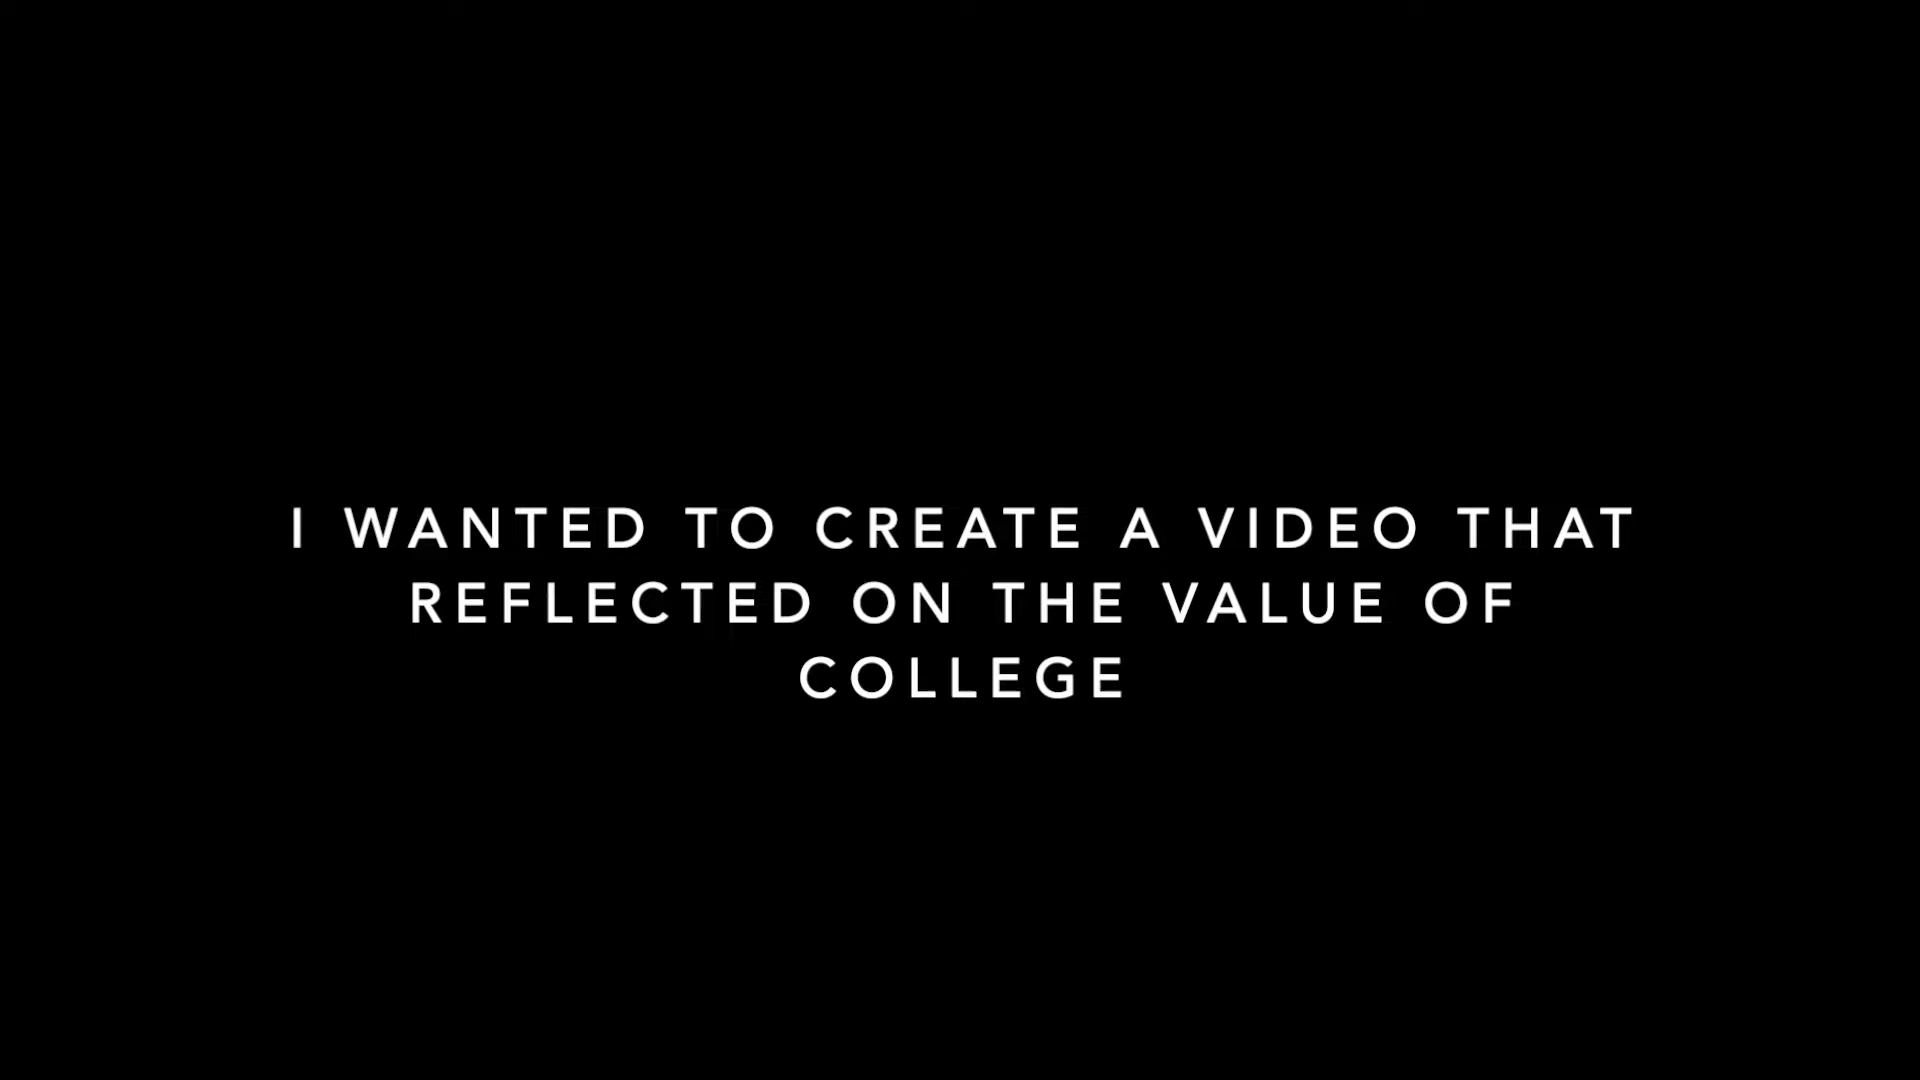 I WANTED TO CREATE A VIDEO THAT
REFLECTED ON THE VALUE OF
COLLEGE